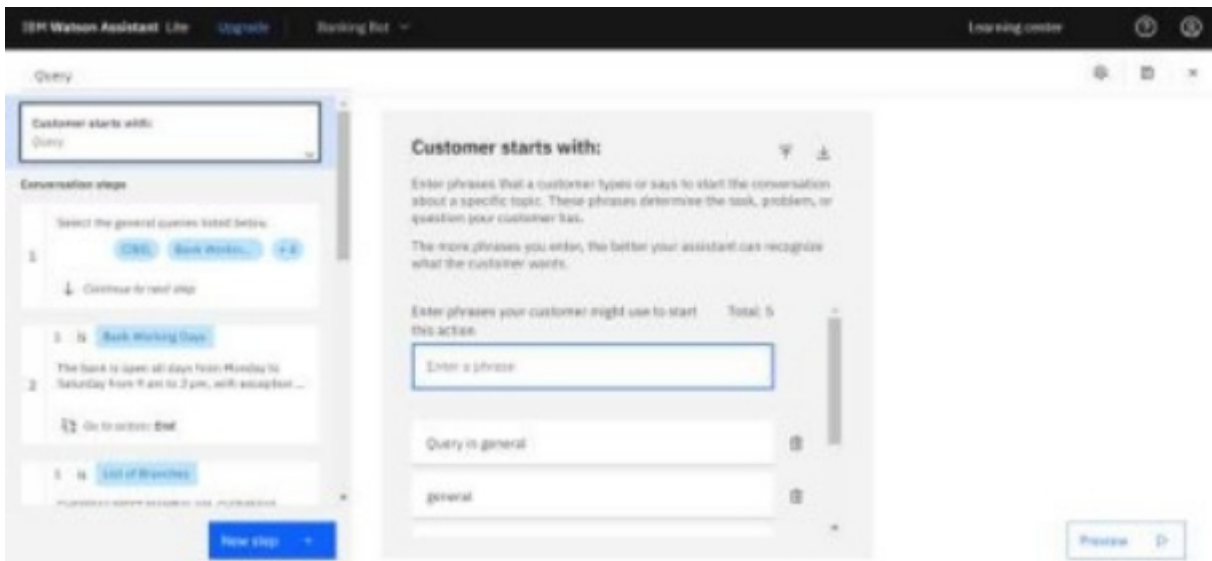 IBM Watson Assistant Lite Upgrade Banking Bot Learning center
Query
Customer starts with:
Query
Conversation steps
1
Select the general queries listed below.
CIBIL Bank Workin... + 4
Continue to next step
2
1 is Bank Working Days
The bank is open all days from Monday to
Saturday from 9 am to 2 pm, with exception ...
Go to action: End
1 is List of Branches
New step +
Customer starts with:
Enter phrases that a customer types or says to start the conversation
about a specific topic. These phrases determine the task, problem, or
question your customer has.
The more phrases you enter, the better your assistant can recognize
what the customer wants.
Enter phrases your customer might use to start
this action
Total: 5
Enter a phrase
Query in general
general
Preview